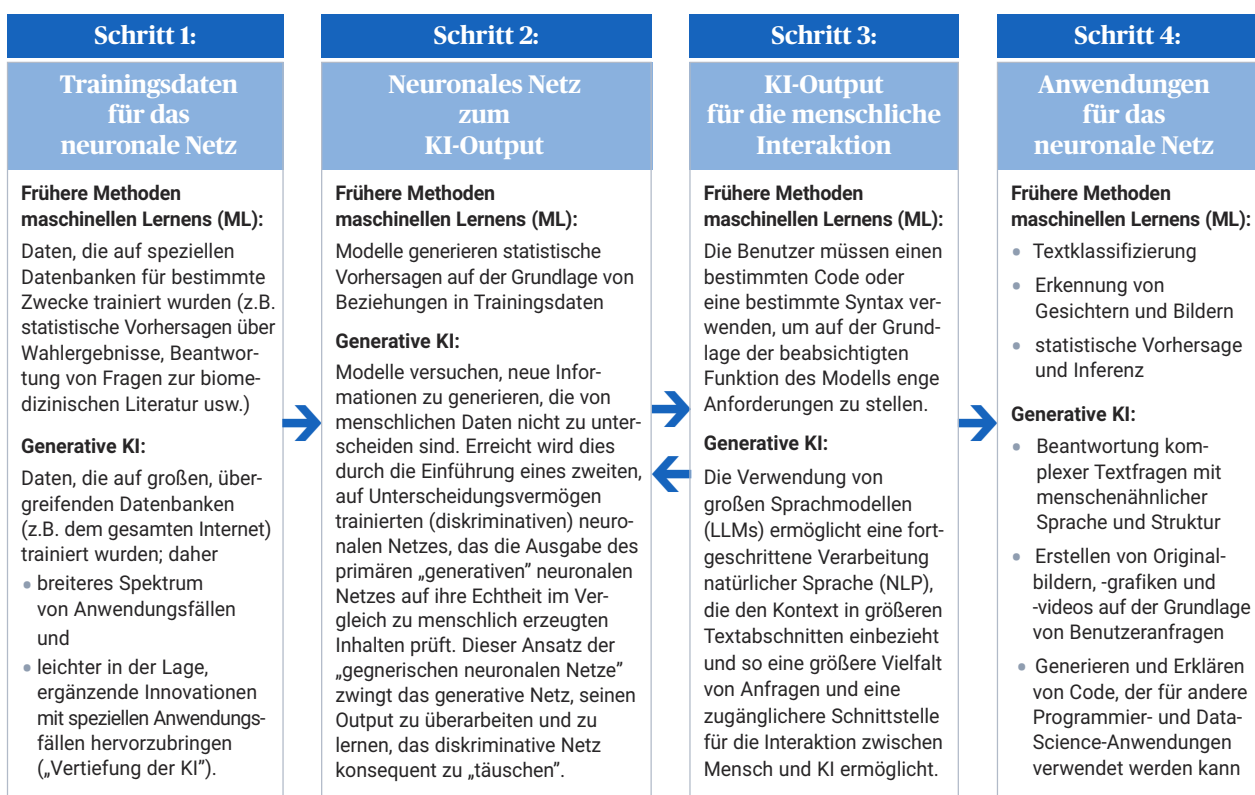 Schritt 1:
Trainingsdaten
für das
neuronale Netz
Frühere Methoden
maschinellen Lernens (ML):
Daten, die auf speziellen
Datenbanken für bestimmte
Zwecke trainiert wurden (z.B.
statistische Vorhersagen über
Wahlergebnisse, Beantwor-
tung von Fragen zur biome-
dizinischen Literatur usw.)
Generative KI:
Daten, die auf großen, über-
greifenden Datenbanken
(z.B. dem gesamten Internet)
trainiert wurden; daher
• breiteres Spektrum
von Anwendungsfällen
und
• leichter in der Lage,
ergänzende Innovationen
mit speziellen Anwendungs-
fällen hervorzubringen
(„Vertiefung der KI”).
Schritt 2:
Neuronales Netz
zum
KI-Output
Frühere Methoden
maschinellen Lernens (ML):
Modelle generieren statistische
Vorhersagen auf der Grundlage von
Beziehungen in Trainingsdaten
Generative KI:
Modelle versuchen, neue Infor-
mationen zu generieren, die von
menschlichen Daten nicht zu unter-
scheiden sind. Erreicht wird dies
durch die Einführung eines zweiten,
auf Unterscheidungsvermögen
trainierten (diskriminativen) neuro-
nalen Netzes, das die Ausgabe des
primären „generativen” neuronalen
Netzes auf ihre Echtheit im Ver-
gleich zu menschlich erzeugten
Inhalten prüft. Dieser Ansatz der
„gegnerischen neuronalen Netze”
zwingt das generative Netz, seinen
Output zu überarbeiten und zu
lernen, das diskriminative Netz
konsequent zu „täuschen”.
Schritt 3:
KI-Output
für die menschliche
Interaktion
Frühere Methoden
maschinellen Lernens (ML):
Die Benutzer müssen einen
bestimmten Code oder
eine bestimmte Syntax ver-
wenden, um auf der Grund-
lage der beabsichtigten
Funktion des Modells enge
Anforderungen zu stellen.
Generative KI:
Die Verwendung von
großen Sprachmodellen
(LLMs) ermöglicht eine fort-
geschrittene Verarbeitung
natürlicher Sprache (NLP),
die den Kontext in größeren
Textabschnitten einbezieht
und so eine größere Vielfalt
von Anfragen und eine
zugänglichere Schnittstelle
für die Interaktion zwischen
Mensch und KI ermöglicht.
Schritt 4:
Anwendungen
für das
neuronale Netz
Frühere Methoden
maschinellen Lernens (ML):
• Textklassifizierung
• Erkennung von
Gesichtern und Bildern
• statistische Vorhersage
und Inferenz
Generative KI:
• Beantwortung kom-
plexer Textfragen mit
menschenähnlicher
Sprache und Struktur
• Erstellen von Original-
bildern, -grafiken und
-videos auf der Grundlage
von Benutzeranfragen
• Generieren und Erklären
von Code, der für andere
Programmier- und Data-
Science-Anwendungen
verwendet werden kann